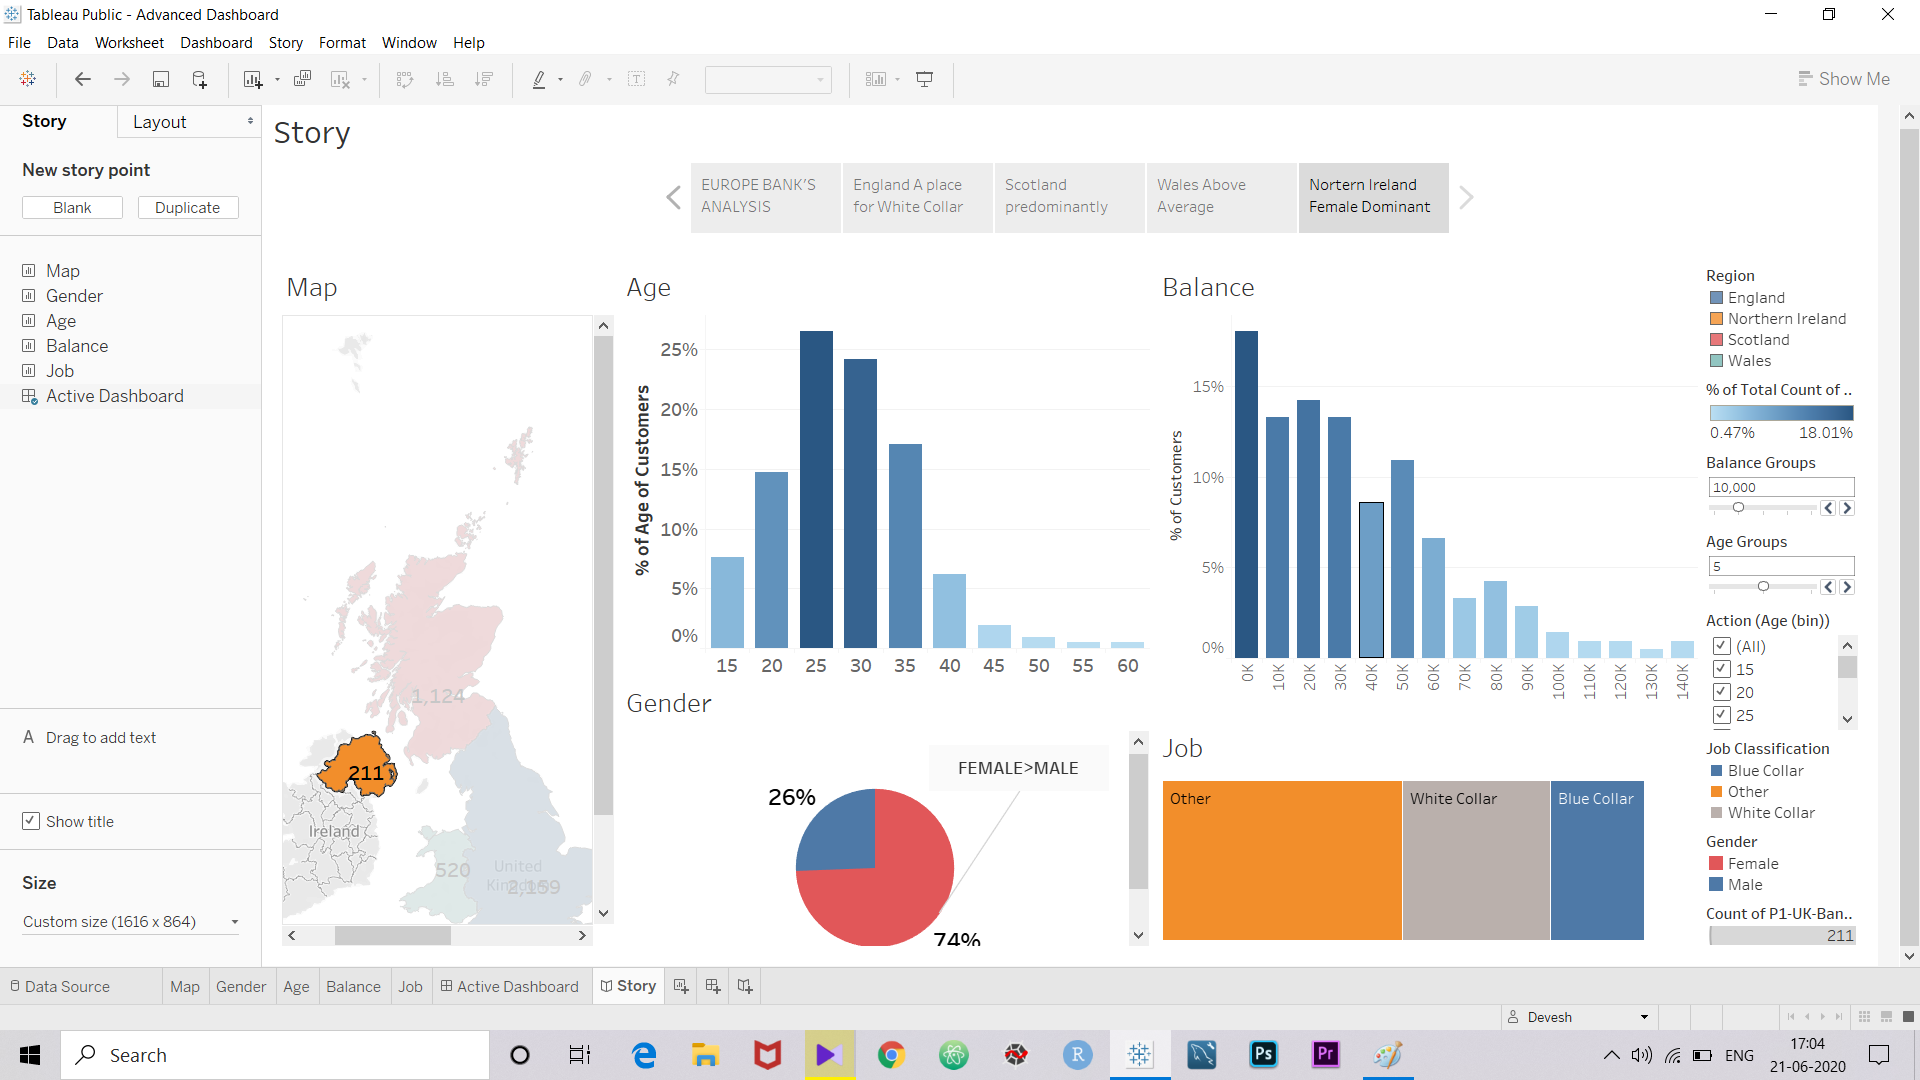 Tableau Public - Advanced Dashboard
File Data Worksheet Dashboard Story Format Window Help
Show Me
Story
Layout
New story point
Blank
Duplicate
Map
Gender
Age
Balance
Job
Active Dashboard
A Drag to add text
Show title
Size
Custom size (1616 x 864)
Story
EUROPE BANK'S
ANALYSIS
England A place
for White Collar
Scotland
predominantly
Wales Above
Average
Nortern Ireland
Female Dominant
Map
1,124
211
Ireland
520
United
2,159
Age
% of Age of Customers
25%
20%
15%
10%
5%
0%
15 20 25 30 35 40 45 50 55 60
Gender
FEMALE>MALE
26%
74%
Balance
% of Customers
15%
10%
5%
0%
0K 10K 20K 30K 40K 50K 60K 70K 80K 90K 100K 110K 120K 130K 140K
Job
Other
White Collar
Blue Collar
Region
England
Northern Ireland
Scotland
Wales
% of Total Count of ..
0.47% 18.01%
Balance Groups
10,000
Age Groups
5
Action (Age (bin))
(All)
15
20
25
Job Classification
Blue Collar
Other
White Collar
Gender
Female
Male
Count of P1-UK-Ban..
211
Data Source Map Gender Age Balance Job Active Dashboard Story
Devesh
Search
R
Ps
Pr
ENG
17:04
21-06-2020